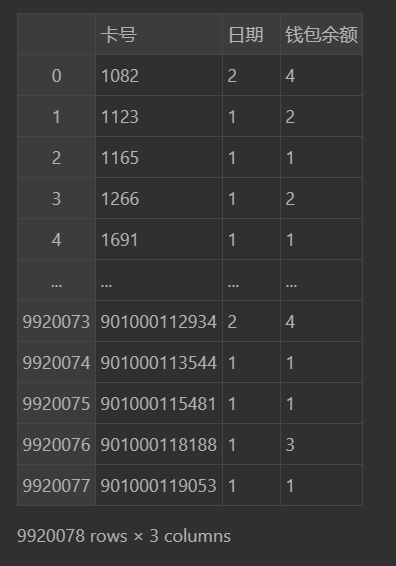 卡号 日期 钱包余额
0 1082 2 4
1 1123 1 2
2 1165 1 1
3 1266 1 2
4 1691 1 1
... ... ... ...
9920073 901000112934 2 4
9920074 901000113544 1 1
9920075 901000115481 1 1
9920076 901000118188 1 3
9920077 901000119053 1 1
9920078 rows × 3 columns